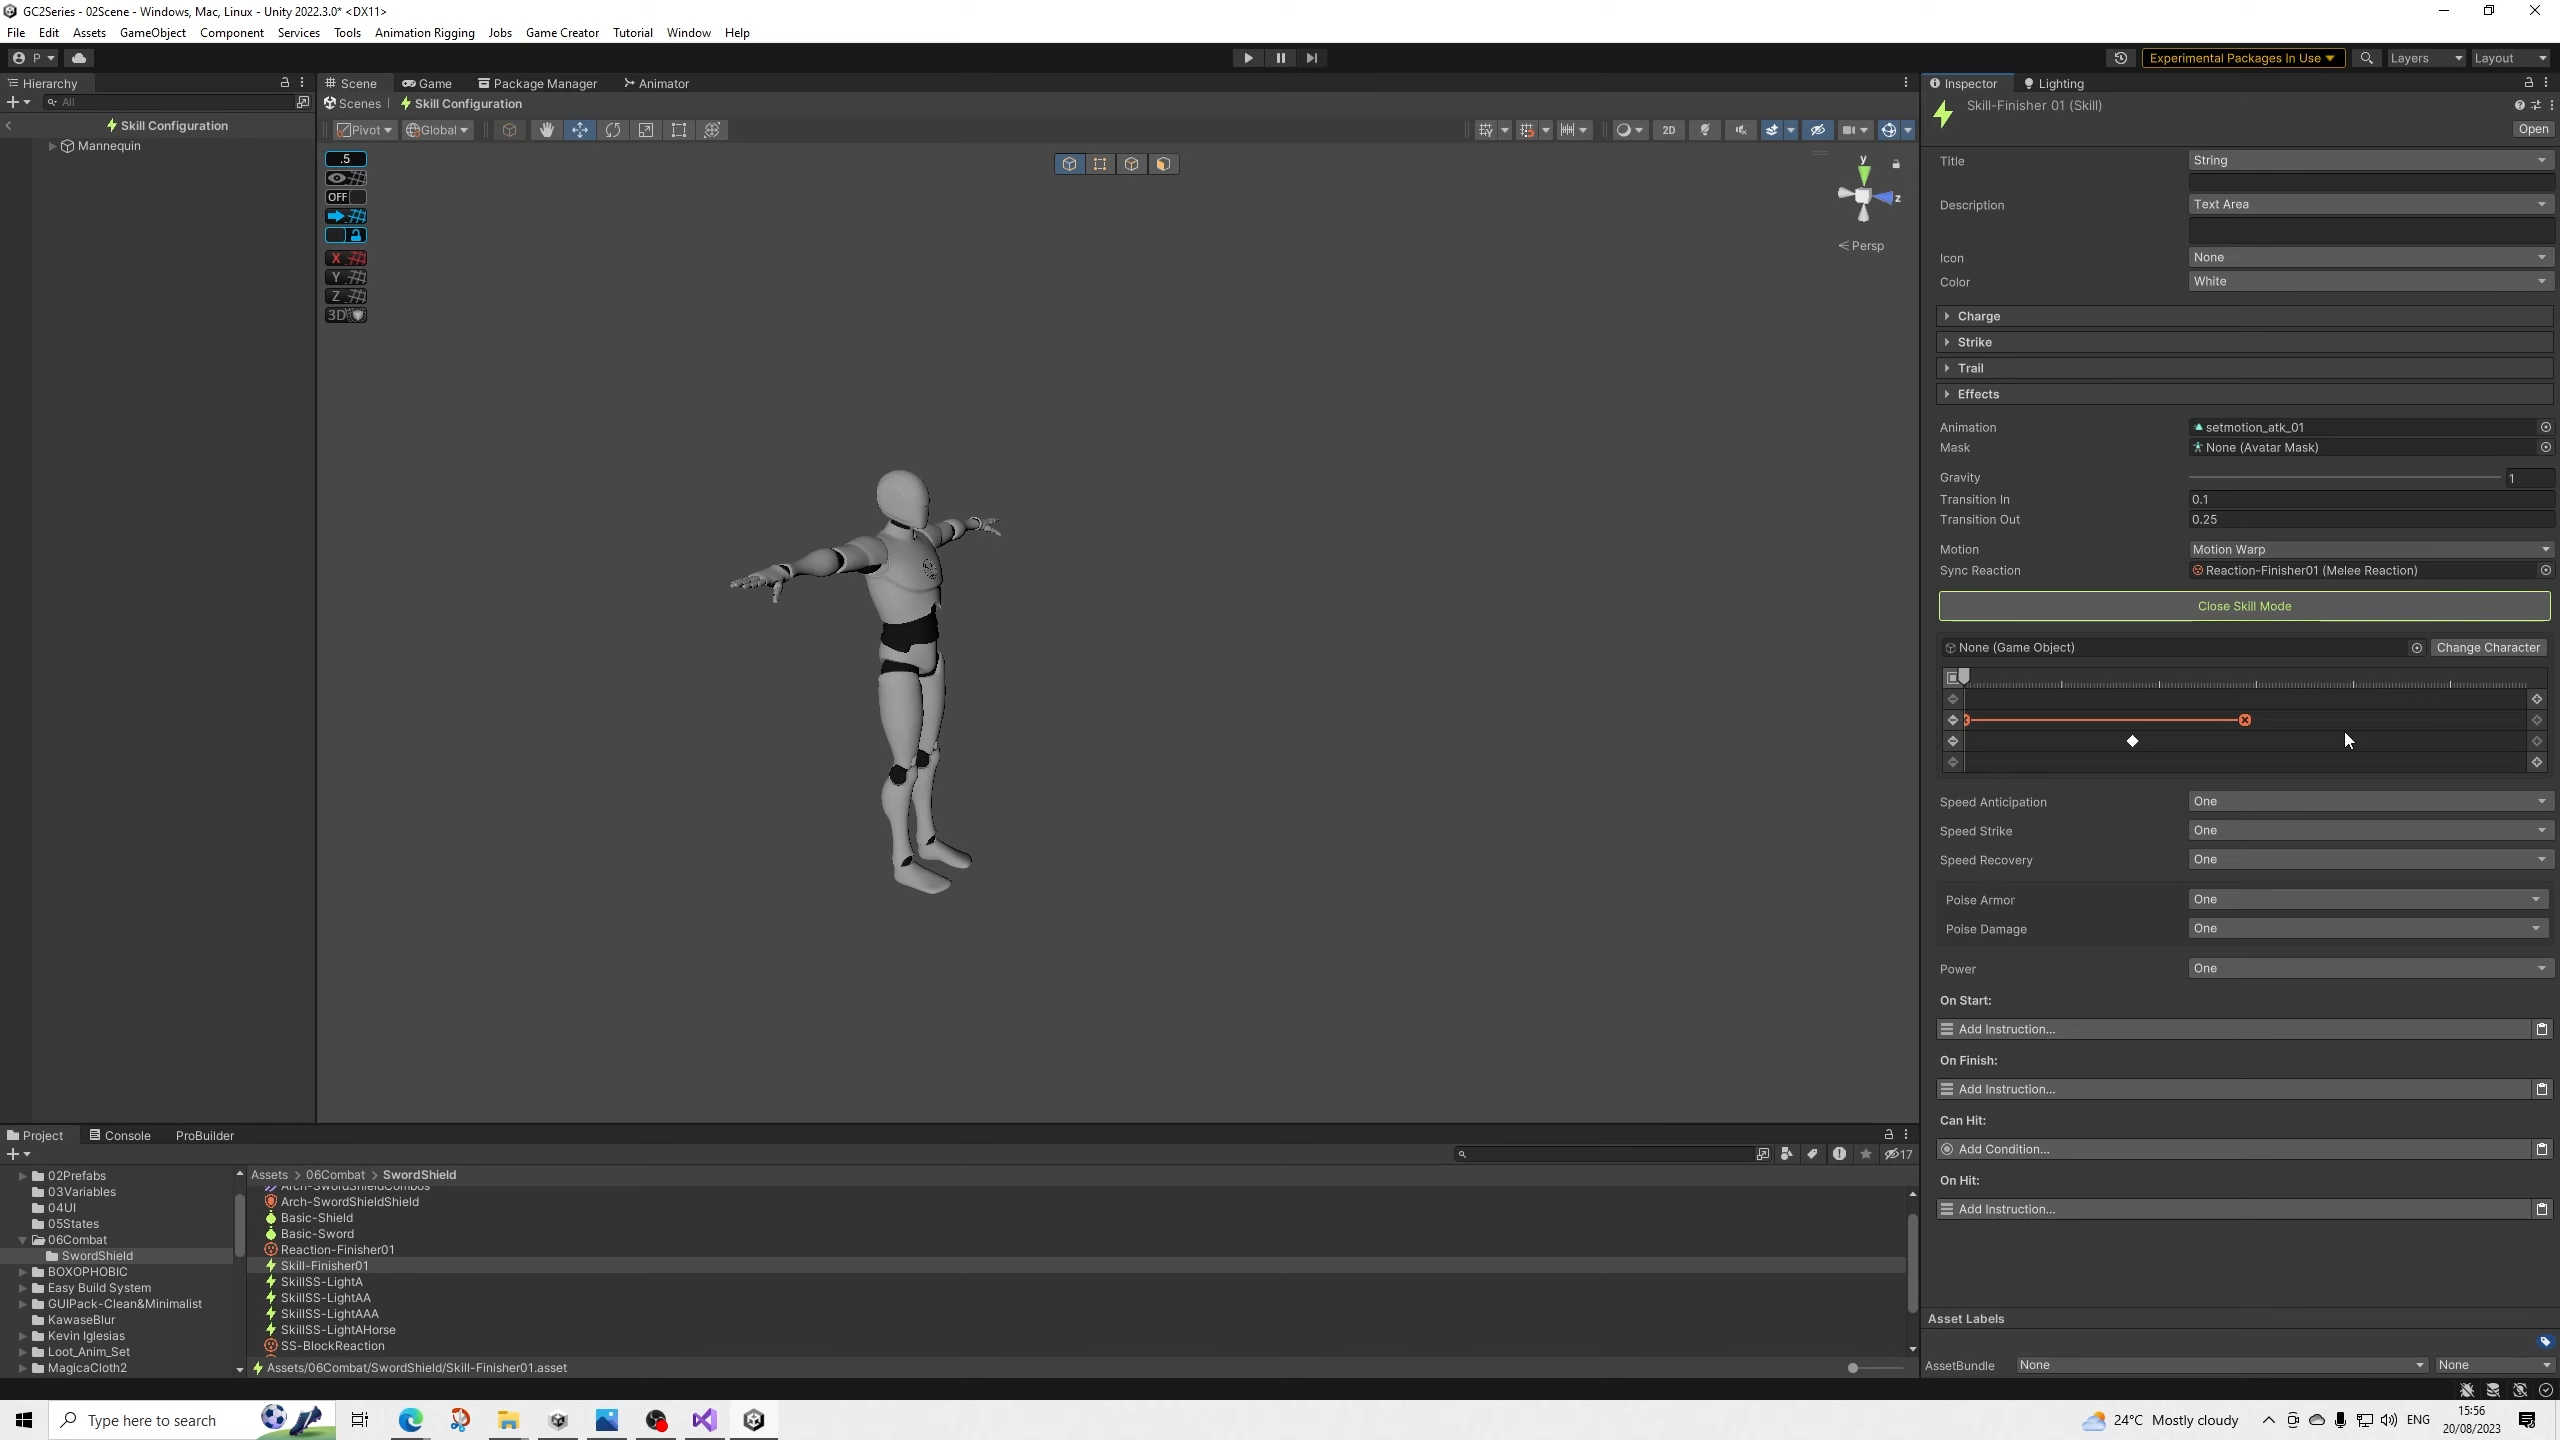 GC2Series - 02Scene - Windows, Mac, Linux - Unity 2022.3.0* <DX11>
File Edit Assets GameObject Component Services Tools Animation Rigging Jobs Game Creator Tutorial Window Help
P Experimental Packages In Use Layers Layout
Hierarchy Scene Game Package Manager Animator Inspector Lighting
All Scenes Skill Configuration Skill-Finisher 01 (Skill)
Skill Configuration Pivot Global 2D Open
Mannequin
.5
OFF
X
Y
Z
3D
y
z
Persp
Title String
Description Text Area
Icon None
Color White
Charge
Strike
Trail
Effects
Animation setmotion_atk_01
Mask None (Avatar Mask)
Gravity 1
Transition In 0.1
Transition Out 0.25
Motion Motion Warp
Sync Reaction Reaction-Finisher01 (Melee Reaction)
Close Skill Mode
None (Game Object) Change Character
Speed Anticipation One
Speed Strike One
Speed Recovery One
Poise Armor One
Poise Damage One
Power One
On Start:
Add Instruction...
On Finish:
Add Instruction...
Can Hit:
Add Condition...
On Hit:
Add Instruction...
Asset Labels
AssetBundle None None
Project Console ProBuilder
17
02Prefabs
03Variables
04UI
05States
06Combat
SwordShield
BOXOPHOBIC
Easy Build System
GUIPack-Clean&Minimalist
KawaseBlur
Kevin Iglesias
Loot_Anim_Set
MagicaCloth2
Assets > 06Combat > SwordShield
Arch-SwordShieldCombos
Arch-SwordShieldShield
Basic-Shield
Basic-Sword
Reaction-Finisher01
Skill-Finisher01
SkillSS-LightA
SkillSS-LightAA
SkillSS-LightAAA
SkillSS-LightAHorse
SS-BlockReaction
Assets/06Combat/SwordShield/Skill-Finisher01.asset
Type here to search
24°C Mostly cloudy ENG
15:56
20/08/2023